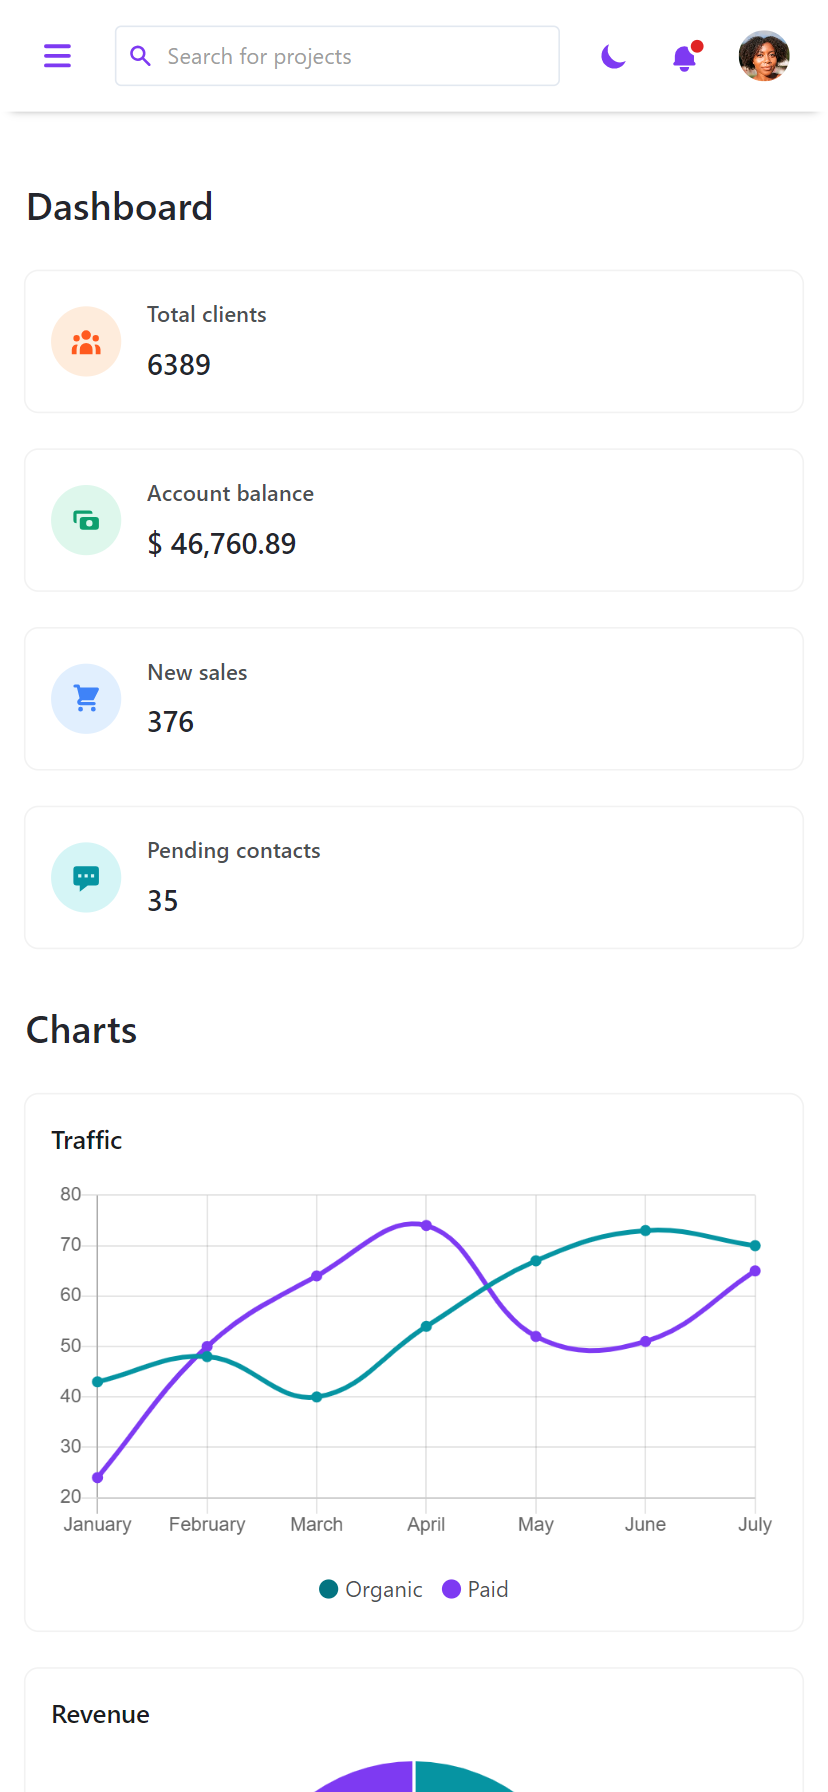 Search for projects
Dashboard
Total clients
6389
Account balance
$ 46,760.89
New sales
376
Pending contacts
35
Charts
Traffic
80
70
60
50
40
30
20
January February March April May June July
Organic Paid
Revenue